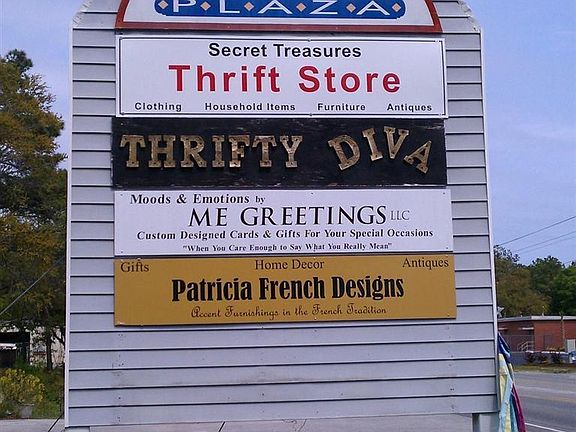 P.L.A.Z.A
Secret Treasures
Thrift Store
Clothing Household Items Furniture Antiques
THRIFTY DIVA
Moods & Emotions by
ME GREETINGS LLC
Custom Designed Cards & Gifts For Your Special Occasions
"When You Care Enough to Say What You Really Mean"
Gifts Home Decor Antiques
Patricia French Designs
Accent Furnishings in the French Tradition